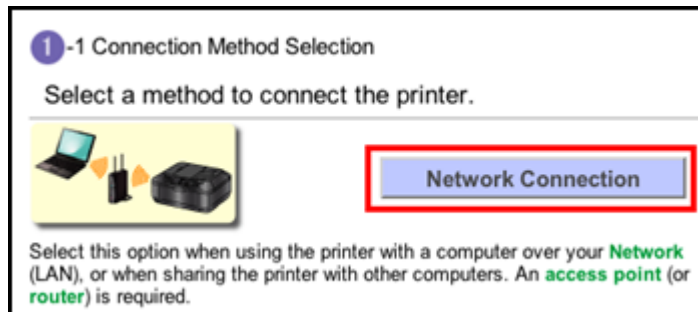 1-1 Connection Method Selection
Select a method to connect the printer.
Network Connection
Select this option when using the printer with a computer over your Network
(LAN), or when sharing the printer with other computers. An access point (or
router) is required.